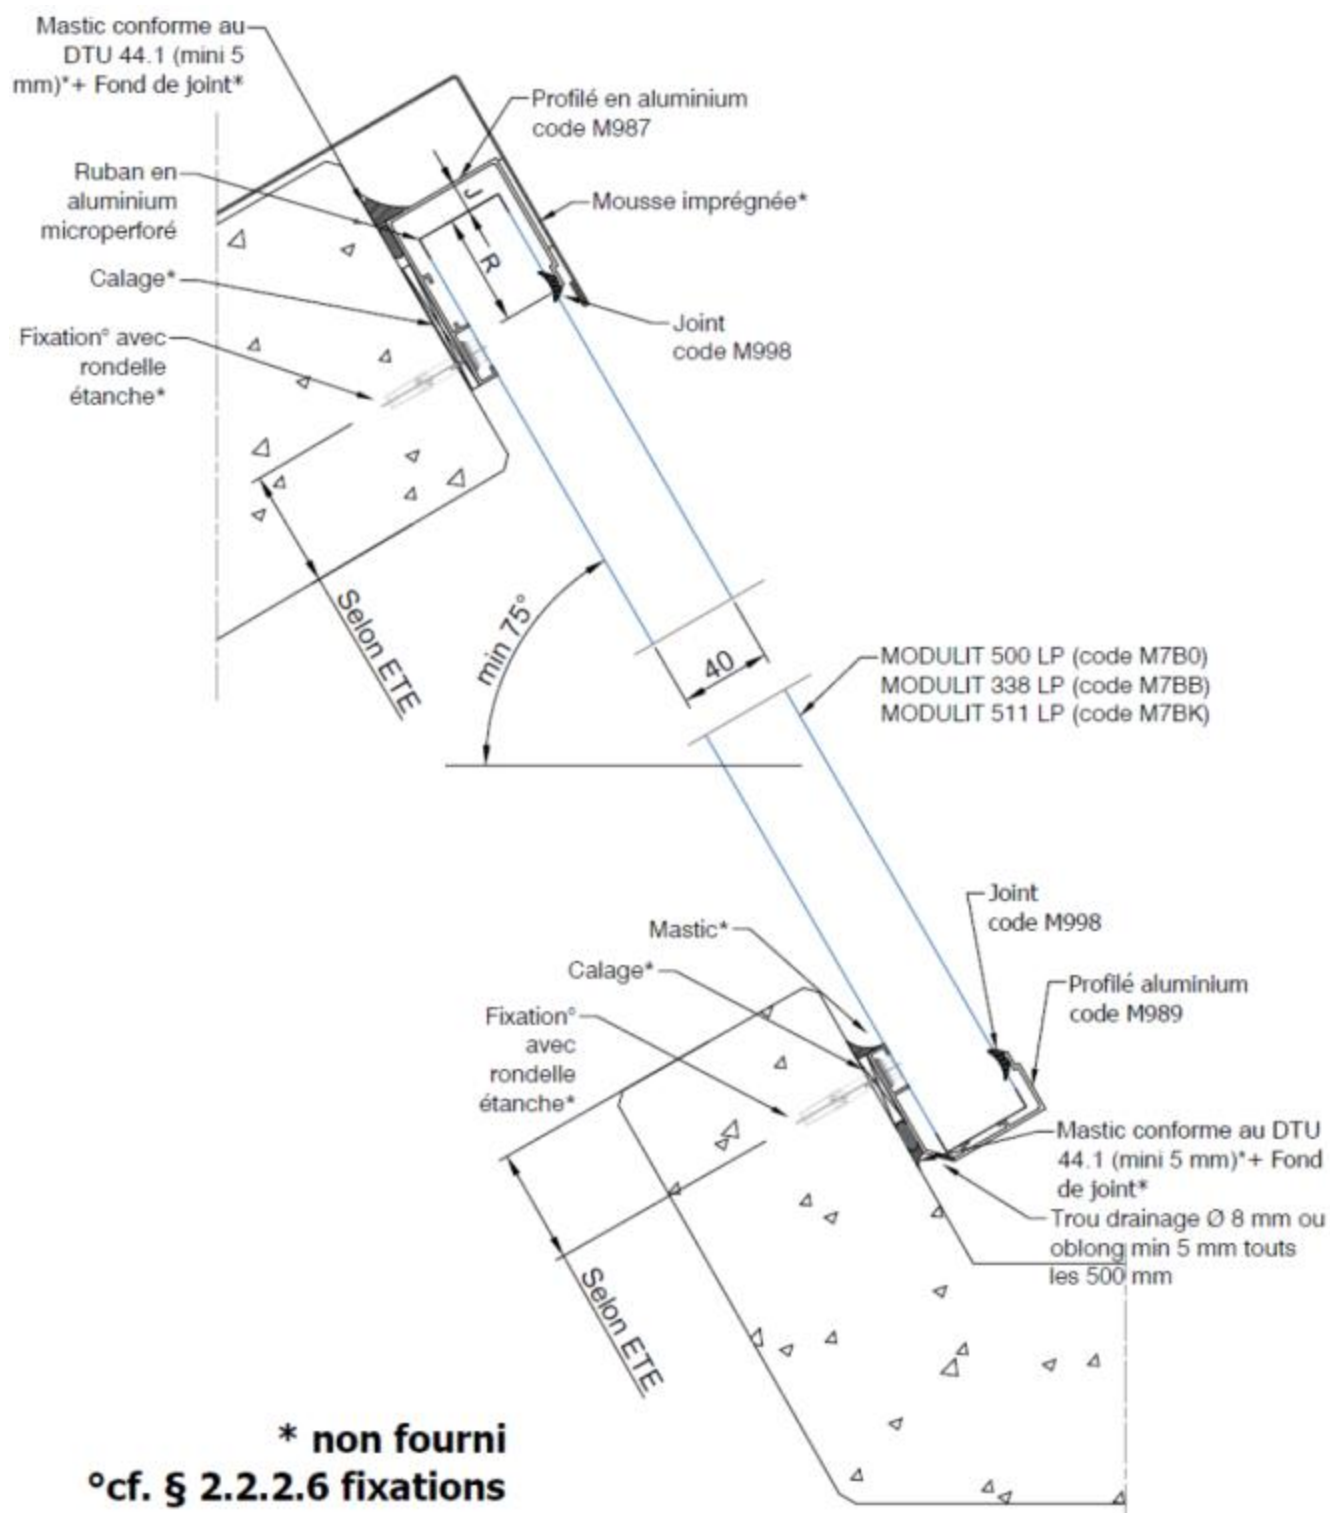 Mastic conforme au
DTU 44.1 (mini 5
mm)*+ Fond de joint*
Profilé en aluminium
code M987
Ruban en
aluminium
microperforé
J
Mousse imprégnée*
R
Calage*
Joint
code M998
Fixation° avec
rondelle
étanche*
Selon ETE
min 75°
40
MODULIT 500 LP (code M7B0)
MODULIT 338 LP (code M7BB)
MODULIT 511 LP (code M7BK)
Joint
code M998
Mastic*
Calage*
Profilé aluminium
code M989
Fixation°
avec
rondelle
étanche*
Mastic conforme au DTU
44.1 (mini 5 mm)*+ Fond
de joint*
Trou drainage Ø 8 mm ou
oblong min 5 mm touts
les 500 mm
Selon ETE
* non fourni
°cf. § 2.2.2.6 fixations